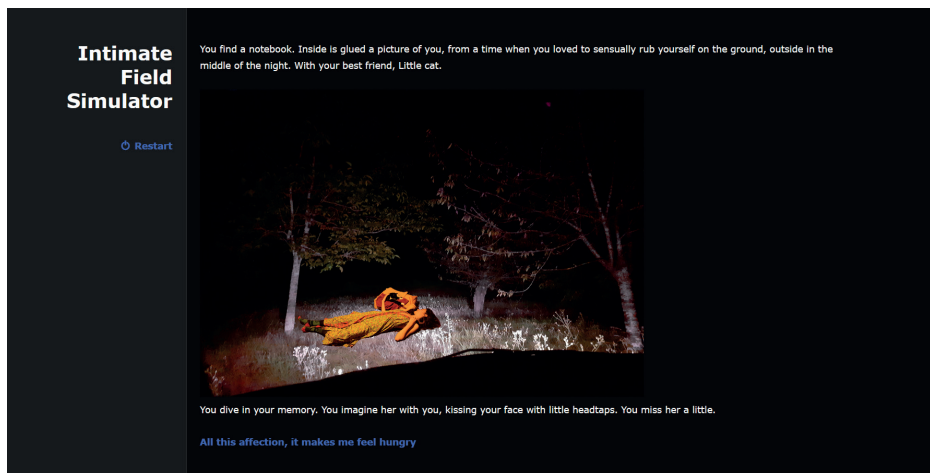 Intimate
Field
Simulator
Restart
You find a notebook. Inside is glued a picture of you, from a time when you loved to sensually rub yourself on the ground, outside in the
middle of the night. With your best friend, Little cat.
You dive in your memory. You imagine her with you, kissing your face with little headtaps. You miss her a little.
All this affection, it makes me feel hungry